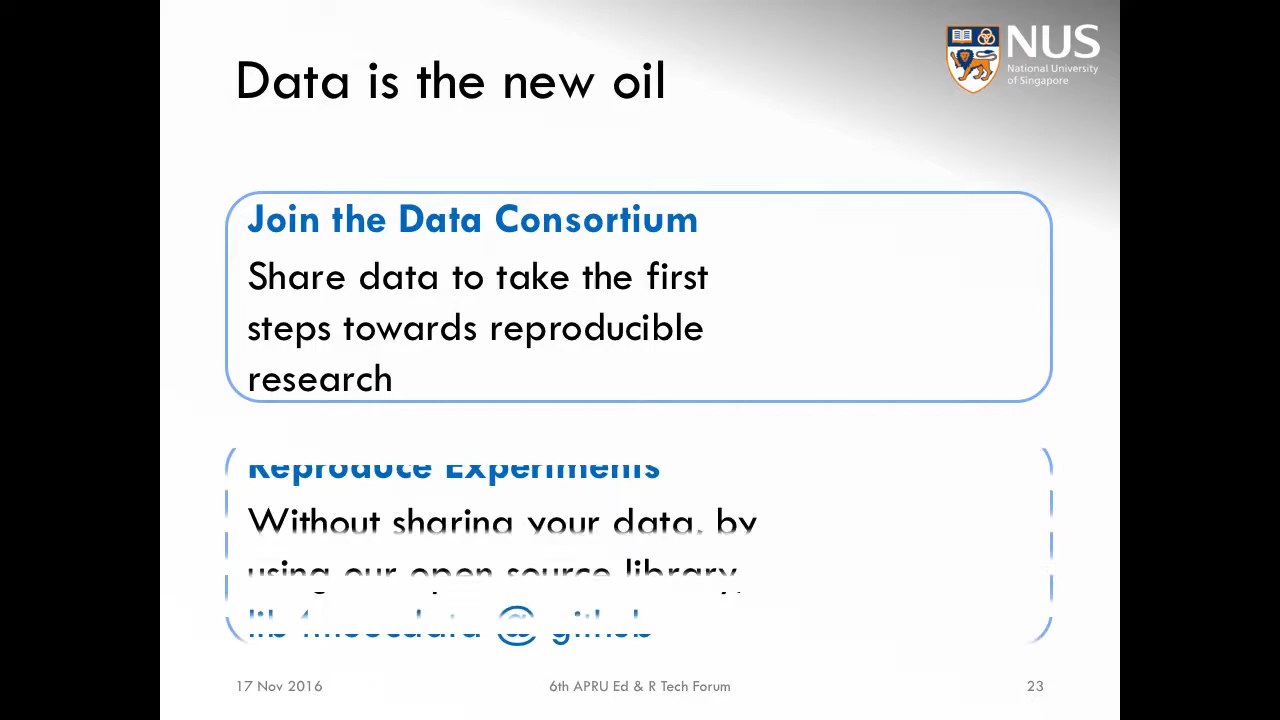 Data is the new oil
NUS
National University
of Singapore
Join the Data Consortium
Share data to take the first
steps towards reproducible
research
Reproduce Experiments
Without sharing your data, by
using our open source library,
lib4moocdata @ github
17 Nov 2016
6th APRU Ed & R Tech Forum
23